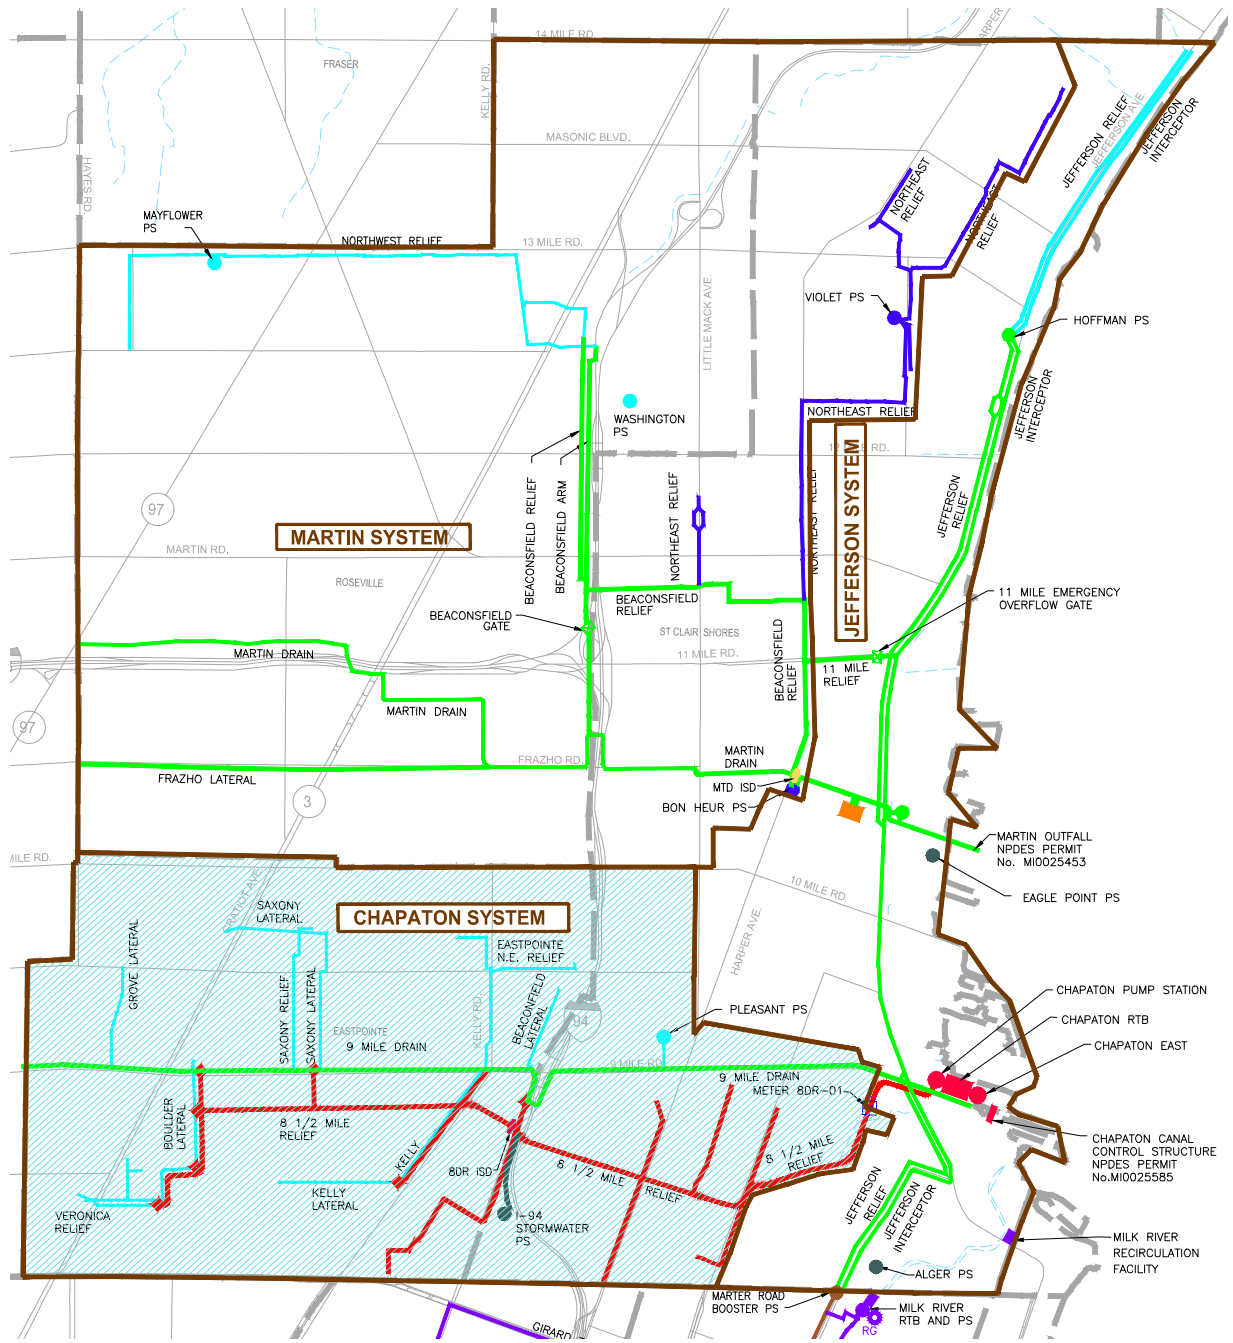 14 MILE RD.
FRASER
KELLY RD.
HARPER
MASONIC BLVD.
HAYES RD.
JEFFERSON RELIEF
JEFFERSON AVE.
JEFFERSON
INTERCEPTOR
NORTHEAST
RELIEF
NORTHEAST
RELIEF
MAYFLOWER
PS
NORTHWEST RELIEF
13 MILE RD.
LITTLE MACK AVE.
VIOLET PS
HOFFMAN PS
WASHINGTON
PS
NORTHEAST RELIEF
JEFFERSON
INTERCEPTOR
12 MILE RD.
BEACONSFIELD RELIEF
BEACONSFIELD ARM
NORTHEAST RELIEF
NORTHEAST RELIEF
JEFFERSON SYSTEM
JEFFERSON
RELIEF
97
MARTIN SYSTEM
MARTIN RD.
ROSEVILLE
BEACONSFIELD
GATE
BEACONSFIELD
RELIEF
ST CLAIR SHORES
11 MILE RD.
11 MILE EMERGENCY
OVERFLOW GATE
MARTIN DRAIN
BEACONSFIELD
RELIEF
11 MILE
RELIEF
97
MARTIN DRAIN
FRAZHO RD.
MARTIN
DRAIN
FRAZHO LATERAL
MTD ISD
BON HEUR PS
3
MARTIN OUTFALL
NPDES PERMIT
No. MI0025453
MILE RD.
GRATIOT AVE.
10 MILE RD.
EAGLE POINT PS
SAXONY
LATERAL
CHAPATON SYSTEM
GROVE LATERAL
EASTPOINTE
N.E. RELIEF
HARPER AVE.
SAXONY RELIEF
SAXONY LATERAL
KELLY RD.
BEACONFIELD
LATERAL
94
PLEASANT PS
CHAPATON PUMP STATION
EASTPOINTE
9 MILE DRAIN
CHAPATON RTB
CHAPATON EAST
9 MILE RD.
9 MILE DRAIN
METER 8DR-01
BOULDER
LATERAL
8 1/2 MILE
RELIEF
KELLY
8DR ISD
8 1/2 MILE RELIEF
8 1/2 MILE
RELIEF
CHAPATON CANAL
CONTROL STRUCTURE
NPDES PERMIT
No.MI0025585
KELLY
LATERAL
JEFFERSON
RELIEF
JEFFERSON
INTERCEPTOR
VERONICA
RELIEF
I-94
STORMWATER
PS
MILK RIVER
RECIRCULATION
FACILITY
ALGER PS
MARTER ROAD
BOOSTER PS
MILK RIVER
RTB AND PS
RG
GIRARD